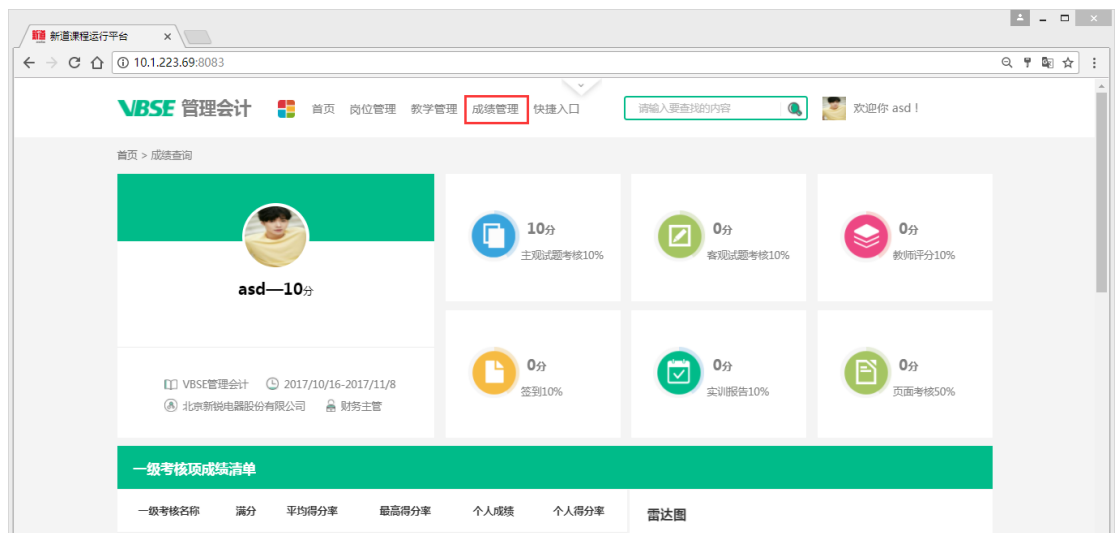 新道课程运行平台
10.1.223.69:8083
VBSE 管理会计 首页 岗位管理 教学管理 成绩管理 快捷入口 请输入要查找的内容 欢迎你 asd !
首页 > 成绩查询
asd—10分
VBSE管理会计 2017/10/16-2017/11/8
北京新锐电器股份有限公司 财务主管
10分
主观试题考核10%
0分
客观试题考核10%
0分
教师评分10%
0分
签到10%
0分
实训报告10%
0分
页面考核50%
一级考核项成绩清单
一级考核名称 满分 平均得分率 最高得分率 个人成绩 个人得分率
雷达图